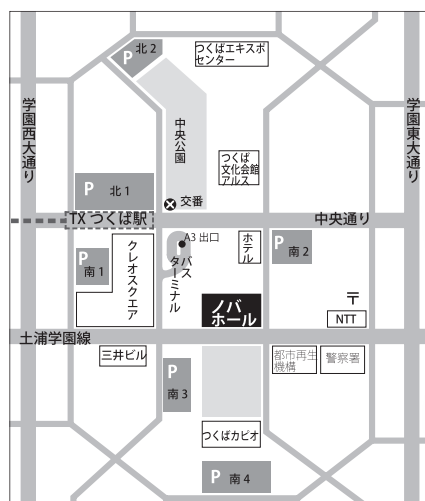 P 北2
つくばエキスポ
センター
学園西大通り
学園東大通り
中央公園
つくば
文化会館
アルス
P 北1
交番
TX つくば駅
中央通り
A3 出口
ホテル
P 南1
クレオスクエア
バス
ターミナル
P 南2
ノバ
ホール
〒
NTT
土浦学園線
三井ビル
都市再生
機構
警察署
P 南3
つくばカピオ
P 南4